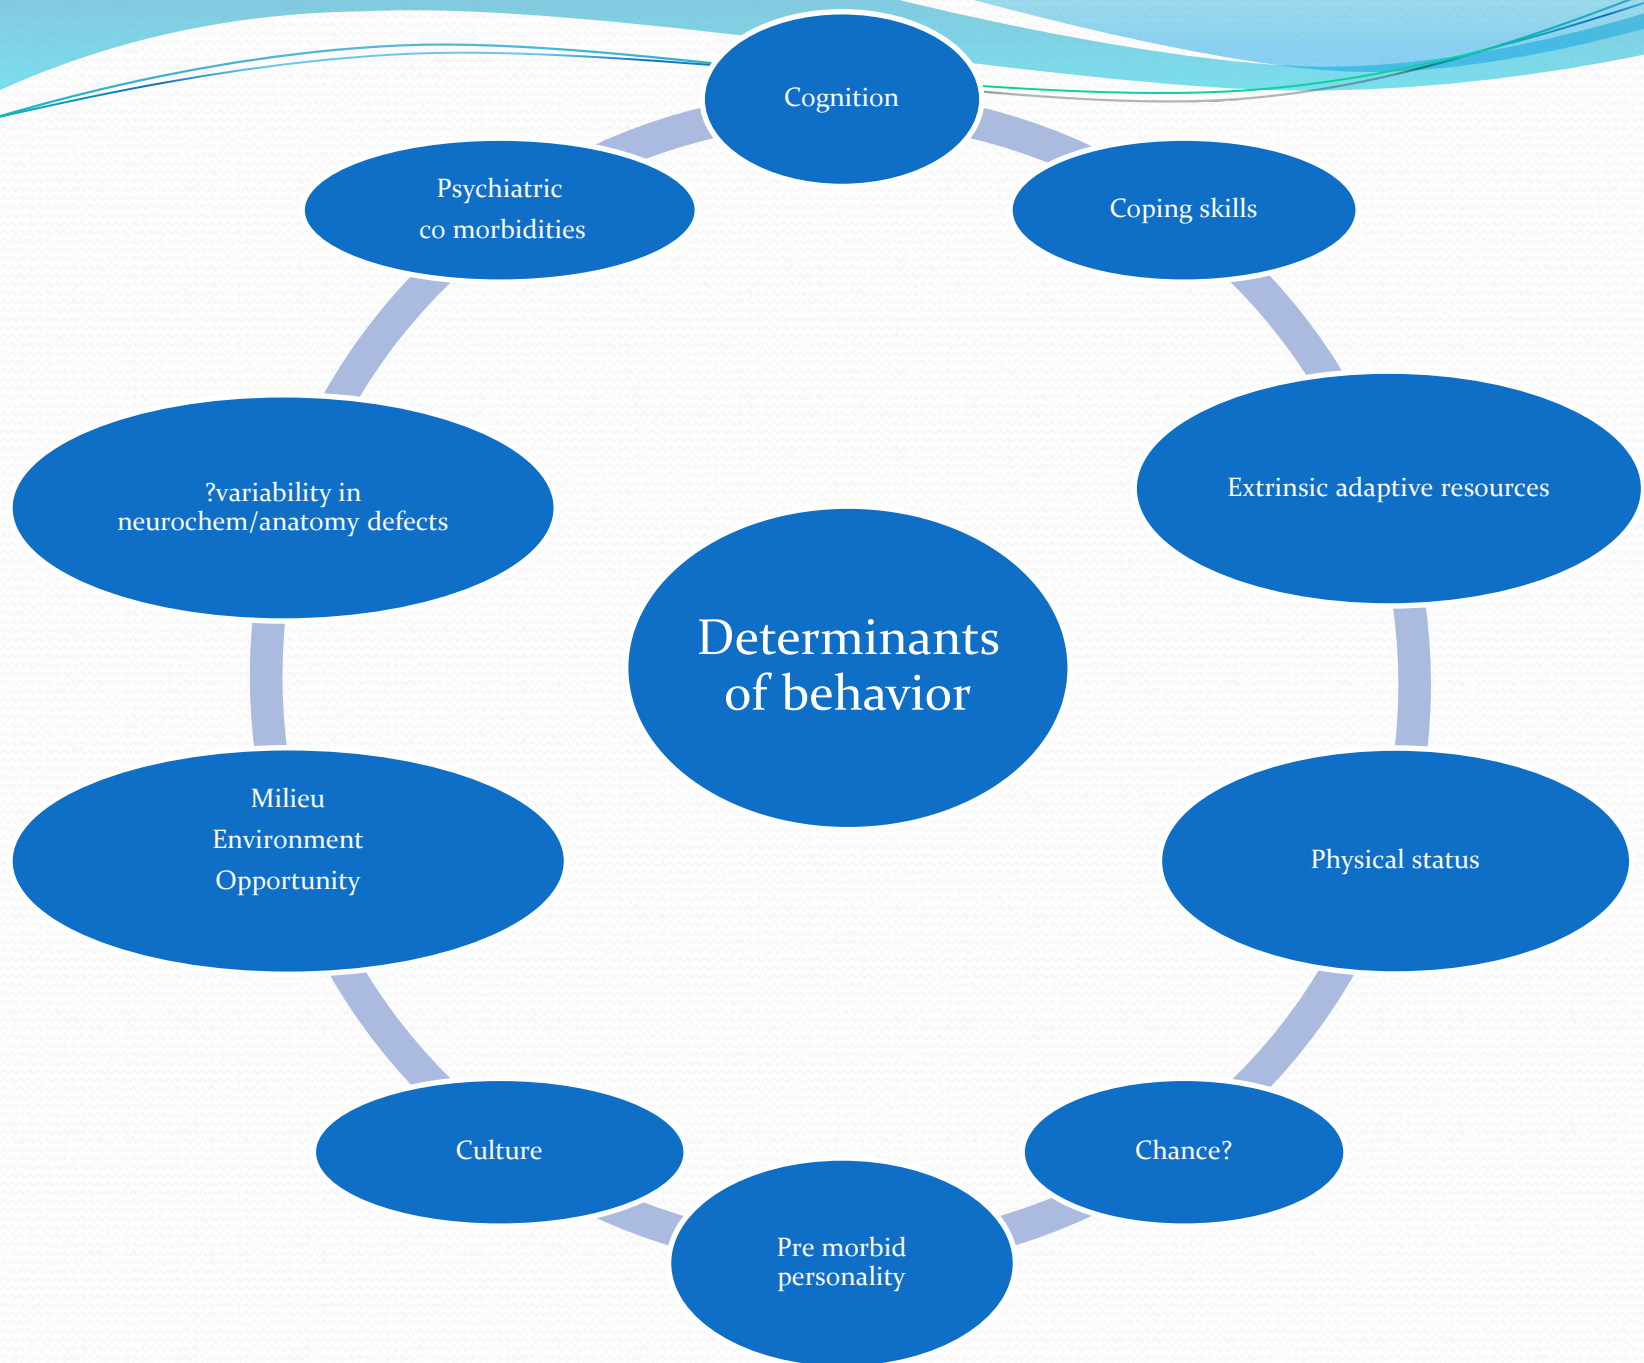 Cognition
Coping skills
Extrinsic adaptive resources
Physical status
Chance?
Pre morbid
personality
Culture
Milieu
Environment
Opportunity
?variability in
neurochem/anatomy defects
Psychiatric
co morbidities
Determinants
of behavior